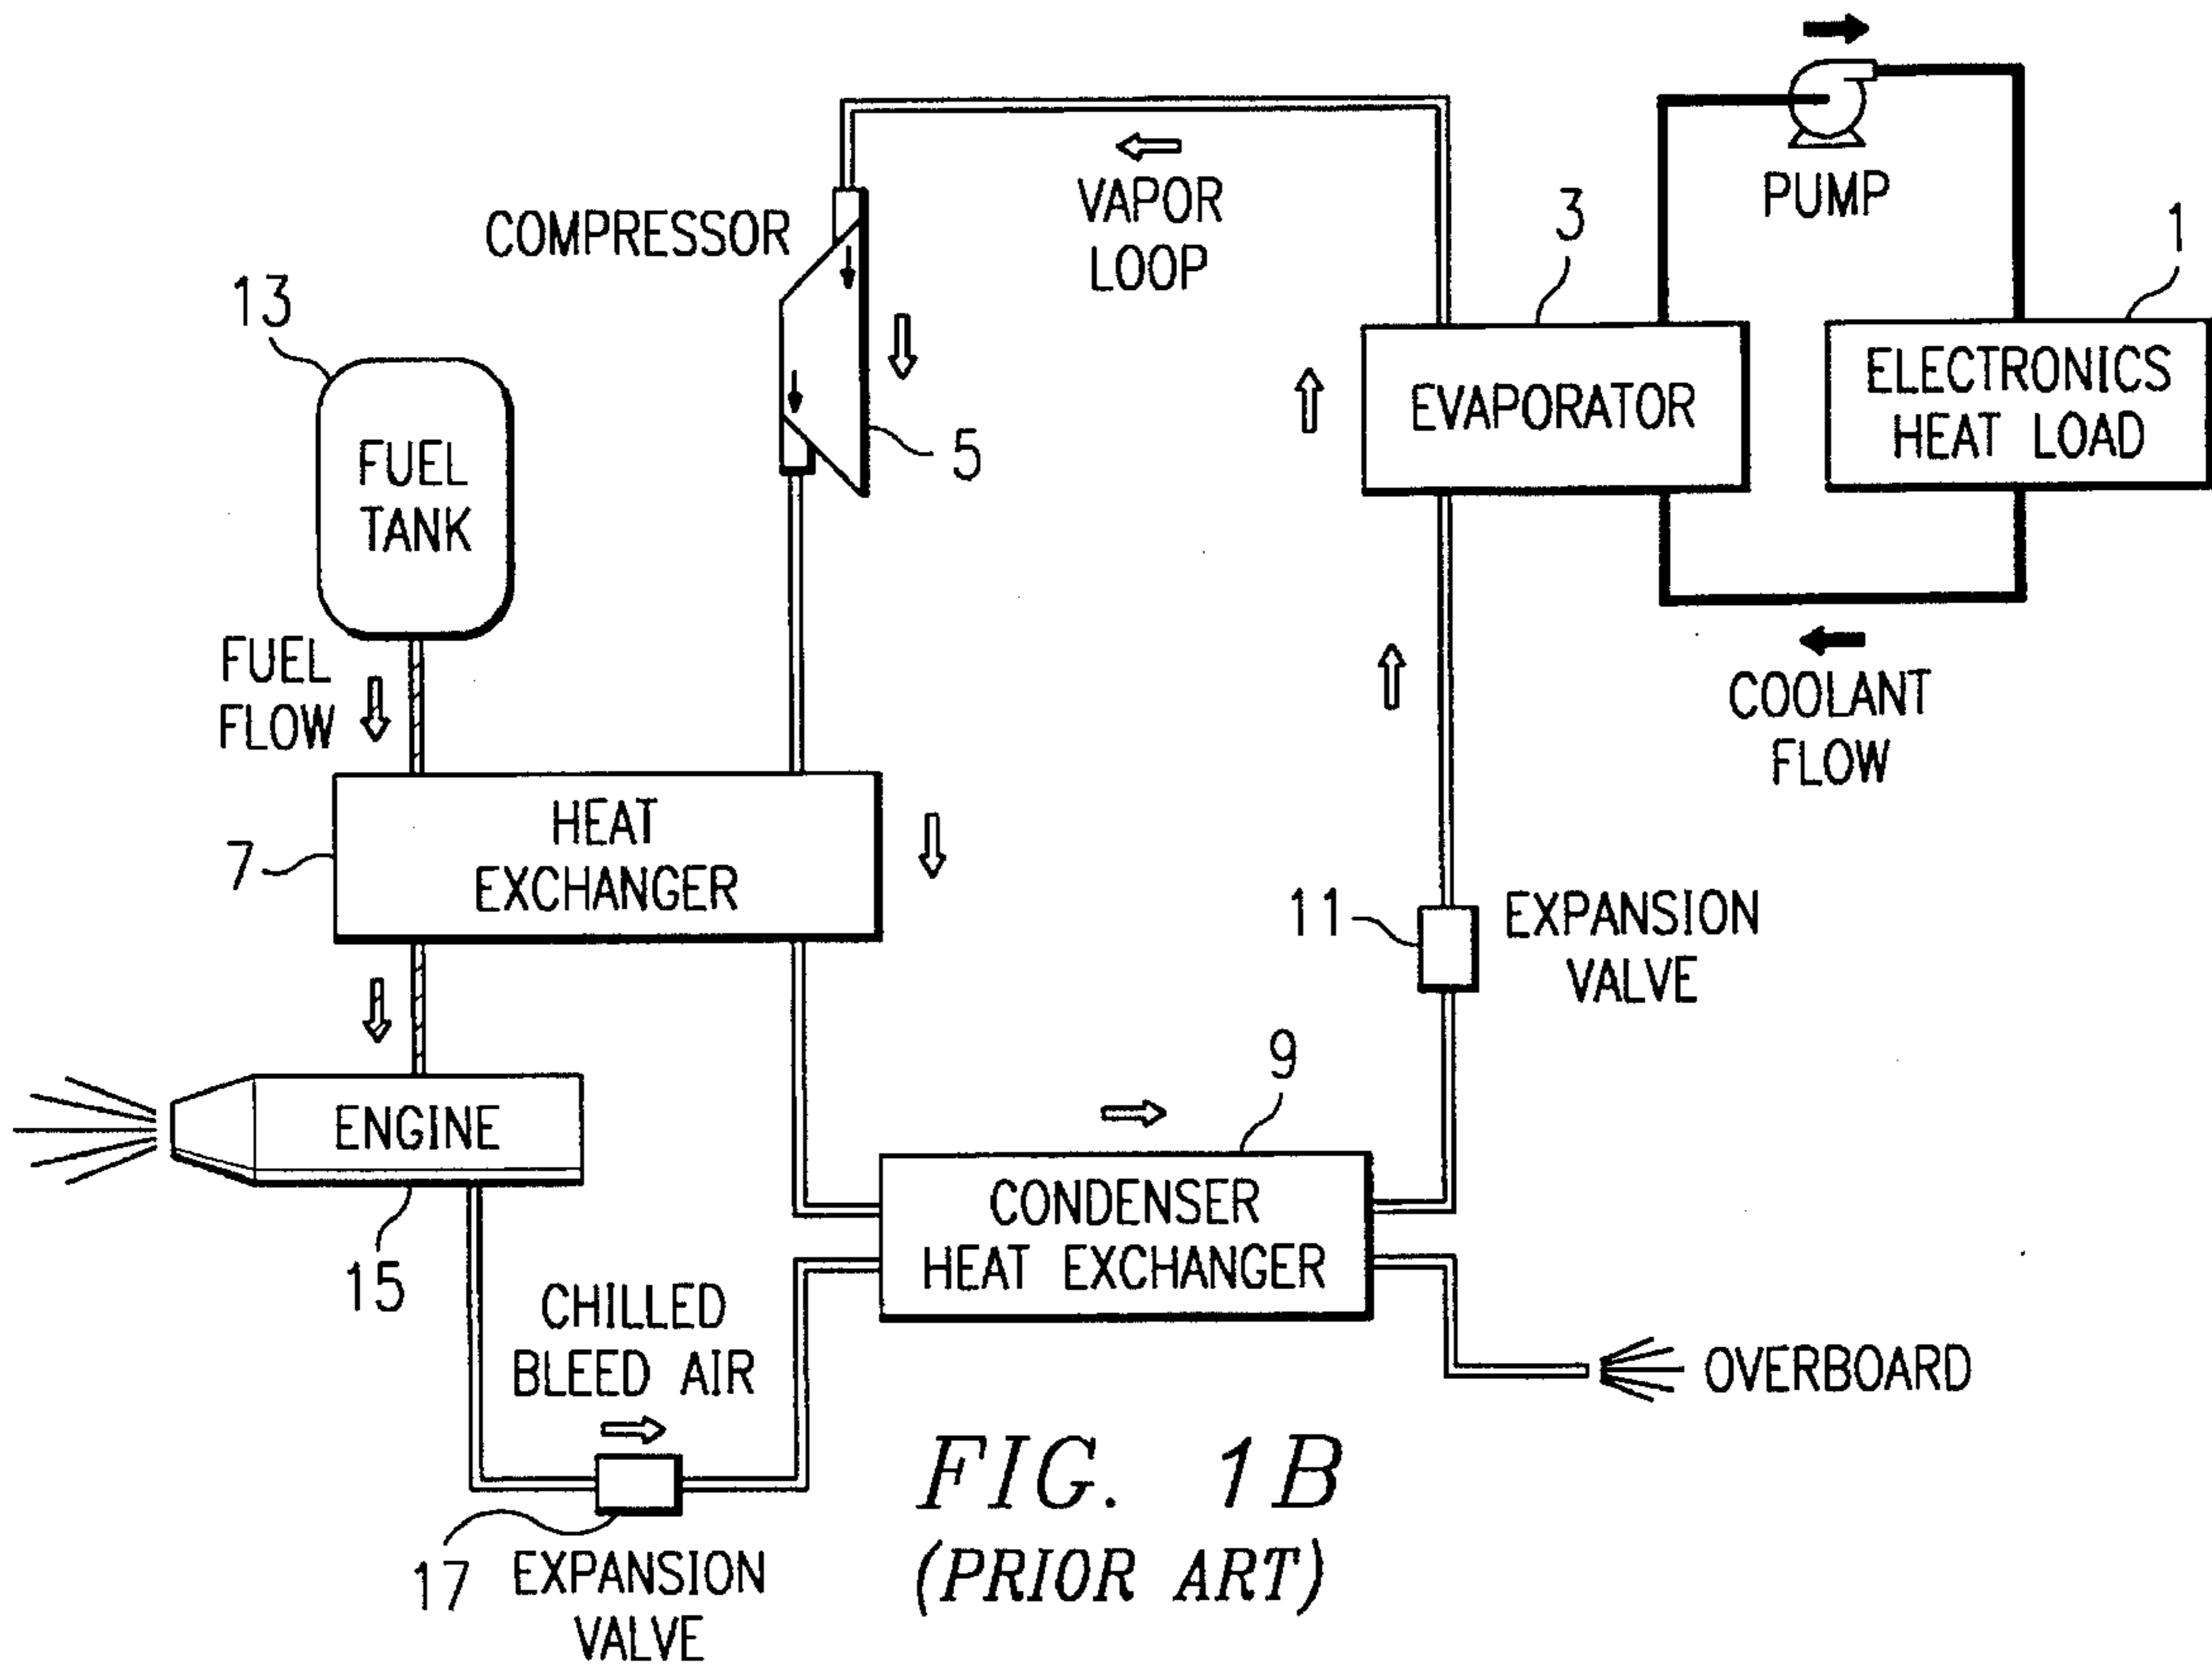 PUMP
VAPOR
LOOP
COMPRESSOR
3
1
13
EVAPORATOR
ELECTRONICS
HEAT LOAD
FUEL
TANK
5
FUEL
FLOW
COOLANT
FLOW
HEAT
EXCHANGER
7
11
EXPANSION
VALVE
9
ENGINE
15
CONDENSER
HEAT EXCHANGER
CHILLED
BLEED AIR
OVERBOARD
17
EXPANSION
VALVE
FIG. 1B
(PRIOR ART)